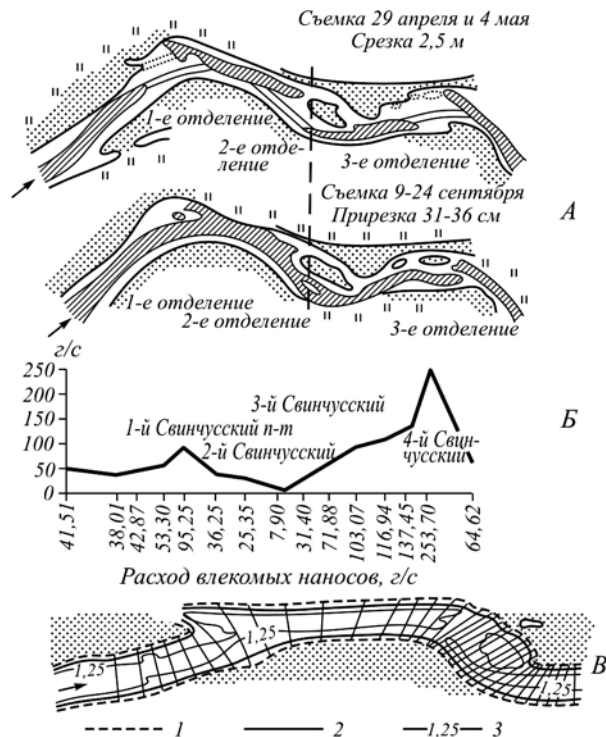 Съемка 29 апреля и 4 мая
Срезка 2,5 м
1-е отделение
2-е отде-
ление
3-е отделение
А
Съемка 9-24 сентября
Прирезка 31-36 см
1-е отделение
2-е отделение
3-е отделение
г/с
250
200
150
100
50
0
3-й Свинчусский
1-й Свинчусский п-т
2-й Свинчусский
4-й Свин-
чусский
Б
41,51
38,01
42,87
53,30
95,25
36,25
25,35
7,90
31,40
71,88
103,07
116,94
137,45
253,70
64,62
Расход влекомых наносов, г/с
1,25
1,25
1,25
В
1
2
1,25
3